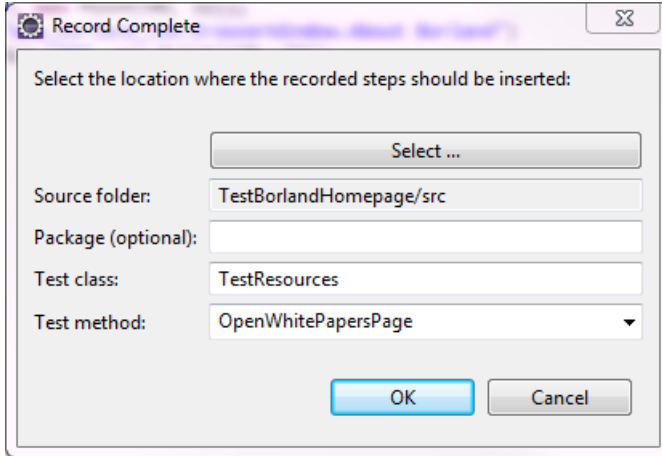 Record Complete
Select the location where the recorded steps should be inserted:
Select ...
Source folder: TestBorlandHomepage/src
Package (optional):
Test class: TestResources
Test method: OpenWhitePapersPage
OK Cancel